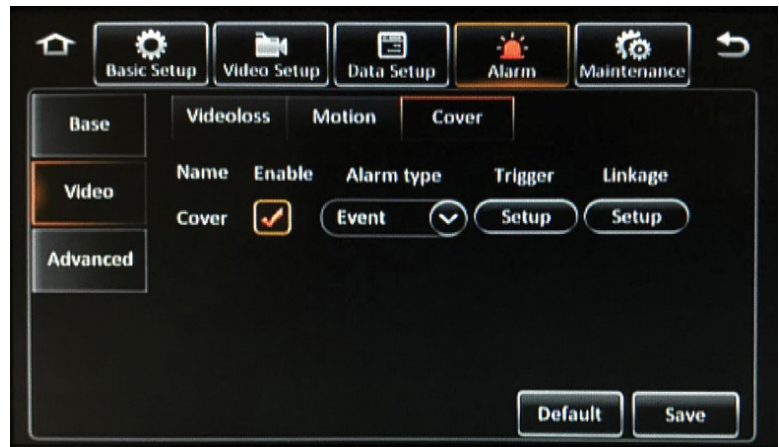 Basic Setup Video Setup Data Setup Alarm Maintenance
Base Videoloss Motion Cover
Name Enable Alarm type Trigger Linkage
Video
Cover Event Setup Setup
Advanced
Default Save